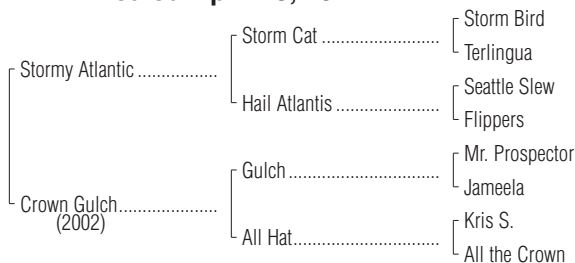 Storm Bird
Storm Cat ..........................
Terlingua
Stormy Atlantic .................
Seattle Slew
Hail Atlantis .......................
Flippers
Mr. Prospector
Gulch .................................
Jameela
Crown Gulch.....................
(2002)
Kris S.
All Hat................................
All the Crown